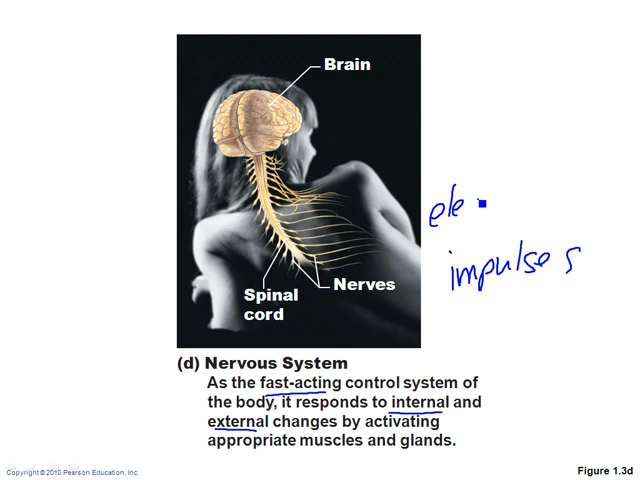 Brain
ele
impulses
Nerves
Spinal
cord
(d) Nervous System
As the fast-acting control system of
the body, it responds to internal and
external changes by activating
appropriate muscles and glands.
Copyright © 2010 Pearson Education, Inc.
Figure 1.3d